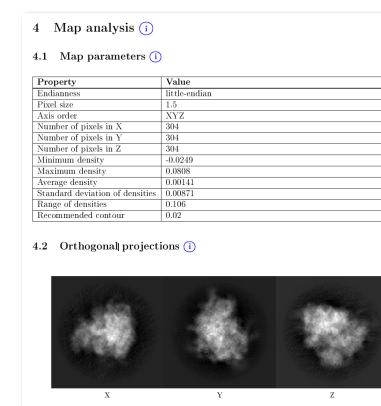 4 Map analysis i
4.1 Map parameters i
Property Value
Endianness little-endian
Pixel size 1.5
Axis order XYZ
Number of pixels in X 304
Number of pixels in Y 304
Number of pixels in Z 304
Minimum density -0.0249
Maximum density 0.0808
Average density 0.00141
Standard deviation of densities 0.00871
Range of densities 0.106
Recommended contour 0.02
4.2 Orthogonal projections i
X Y Z